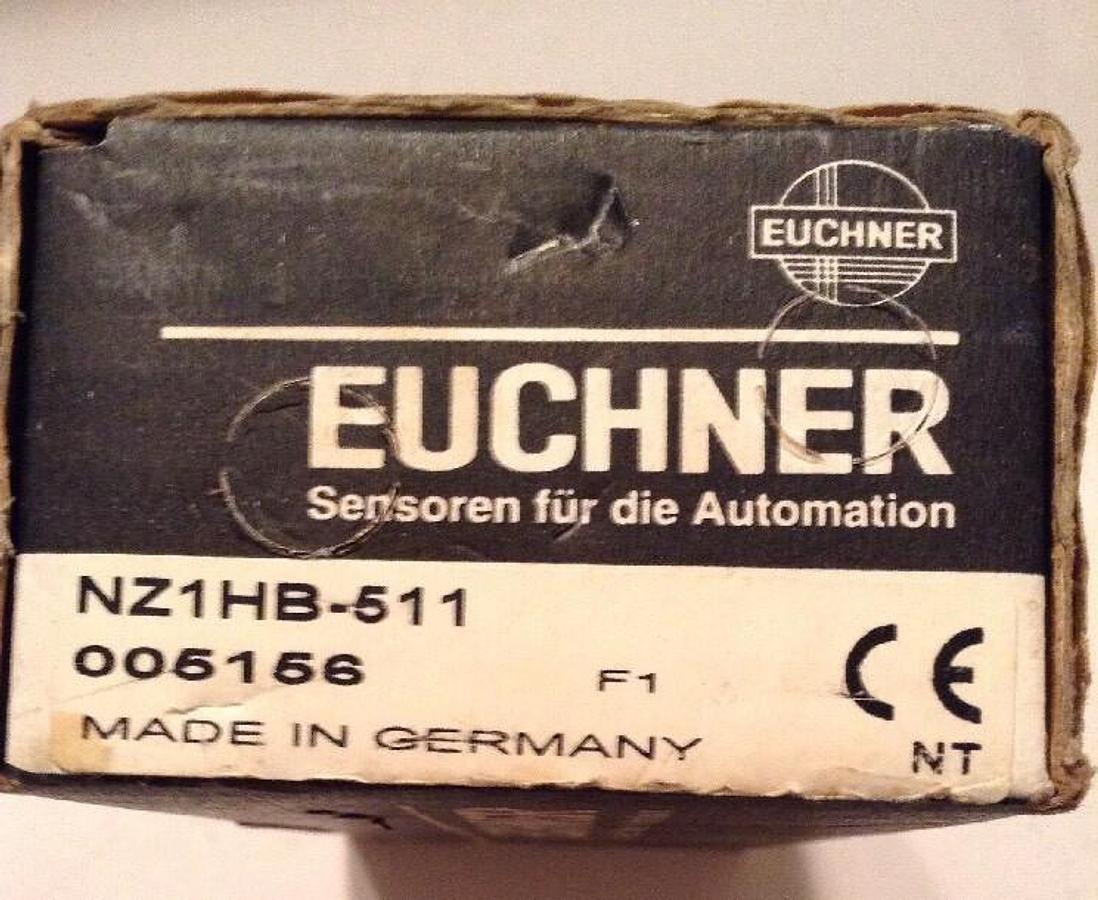 EUCHNER
EUCHNER
Sensoren für die Automation
NZ1HB-511
005156
F1
CE
MADE IN GERMANY
NT